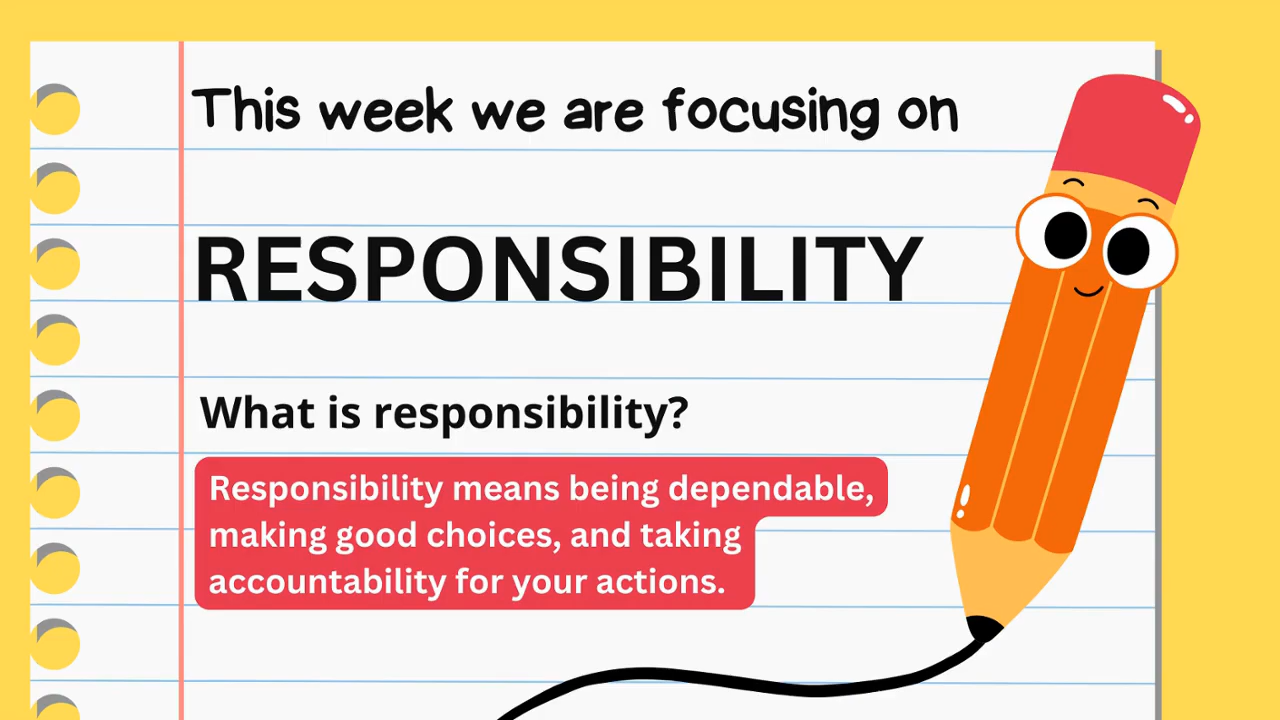 This week we are focusing on
RESPONSIBILITY
What is responsibility?
Responsibility means being dependable,
making good choices, and taking
accountability for your actions.